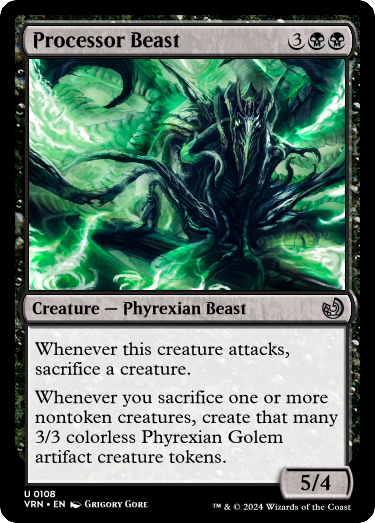 Processor Beast 3
Creature — Phyrexian Beast
Whenever this creature attacks,
sacrifice a creature.
Whenever you sacrifice one or more
nontoken creatures, create that many
3/3 colorless Phyrexian Golem
artifact creature tokens.
5/4
U 0108
VRN • EN Grigory Gore
™ & © 2024 Wizards of the Coast